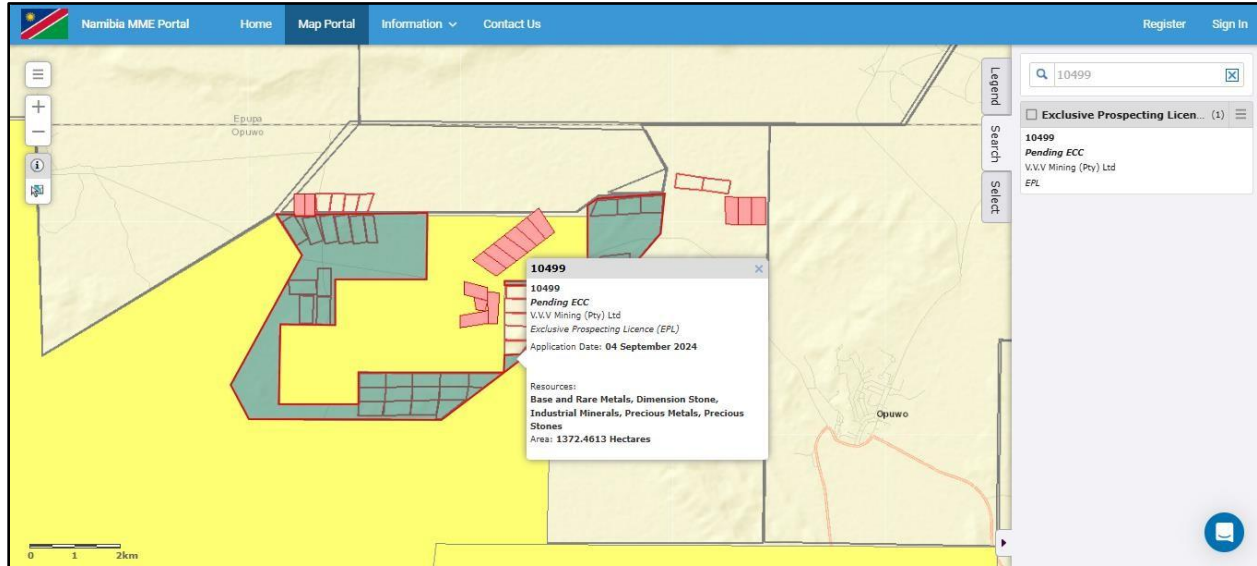 Namibia MME Portal
Home
Map Portal
Information
Contact Us
Register
Sign In
Epupa
Opuwo
Legend
Search
Select
10499
Exclusive Prospecting Licen... (1)
10499
Pending ECC
V.V.V Mining (Pty) Ltd
EPL
10499
10499
Pending ECC
V.V.V Mining (Pty) Ltd
Exclusive Prospecting Licence (EPL)
Application Date: 04 September 2024
Resources:
Base and Rare Metals, Dimension Stone,
Industrial Minerals, Precious Metals, Precious
Stones
Area: 1372.4613 Hectares
Opuwo
0 1 2km